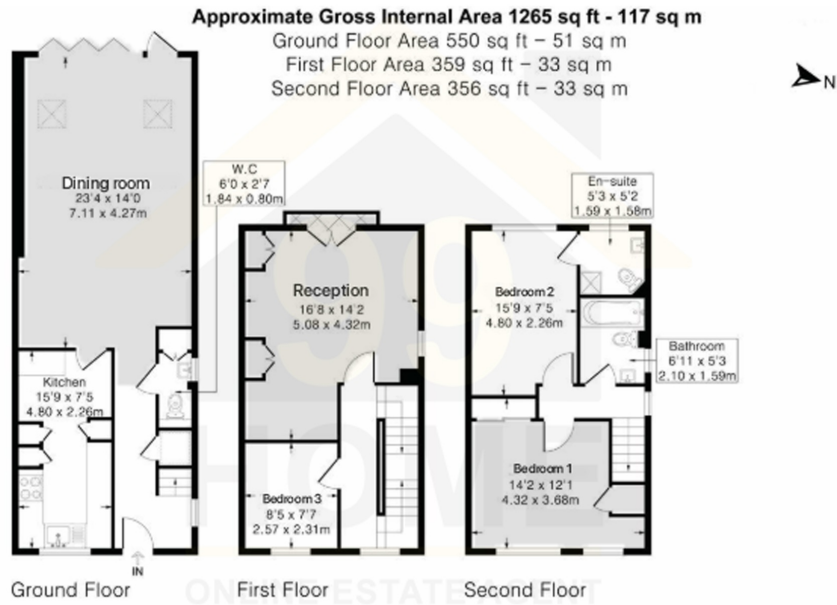 Approximate Gross Internal Area 1265 sq ft - 117 sq m
Ground Floor Area 550 sq ft – 51 sq m
First Floor Area 359 sq ft – 33 sq m
Second Floor Area 356 sq ft – 33 sq m
N
Dining room
23'4 x 14'0
7.11 x 4.27m
W.C
6'0 x 2'7
1.84 x 0.80m
Kitchen
15'9 x 7'5
4.80 x 2.26m
IN
Ground Floor
Reception
16'8 x 14'2
5.08 x 4.32m
Bedroom 3
8'5 x 7'7
2.57 x 2.31m
First Floor
En-suite
5'3 x 5'2
1.59 x 1.58m
Bedroom 2
15'9 x 7'5
4.80 x 2.26m
Bathroom
6'11 x 5'3
2.10 x 1.59m
Bedroom 1
14'2 x 12'1
4.32 x 3.68m
Second Floor
99
HOME
ONLINE ESTATE AGENT